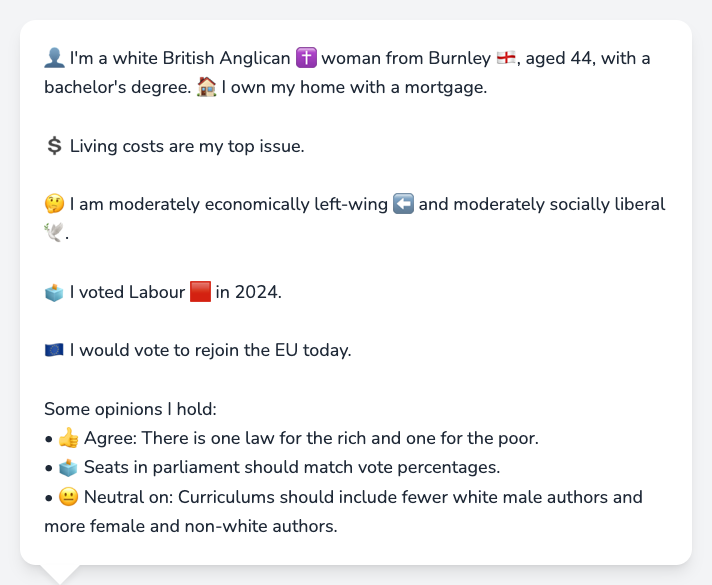 👤 I'm a white British Anglican ✝️ woman from Burnley 🏴󠁧󠁢󠁥󠁮󠁧󠁿, aged 44, with a
bachelor's degree. 🏠 I own my home with a mortgage.
💲 Living costs are my top issue.
🤔 I am moderately economically left-wing ⬅️ and moderately socially liberal
🕊️.
🗳️ I voted Labour 🟥 in 2024.
🇪🇺 I would vote to rejoin the EU today.
Some opinions I hold:
• 👍 Agree: There is one law for the rich and one for the poor.
• 🗳️ Seats in parliament should match vote percentages.
• 😐 Neutral on: Curriculums should include fewer white male authors and
more female and non-white authors.